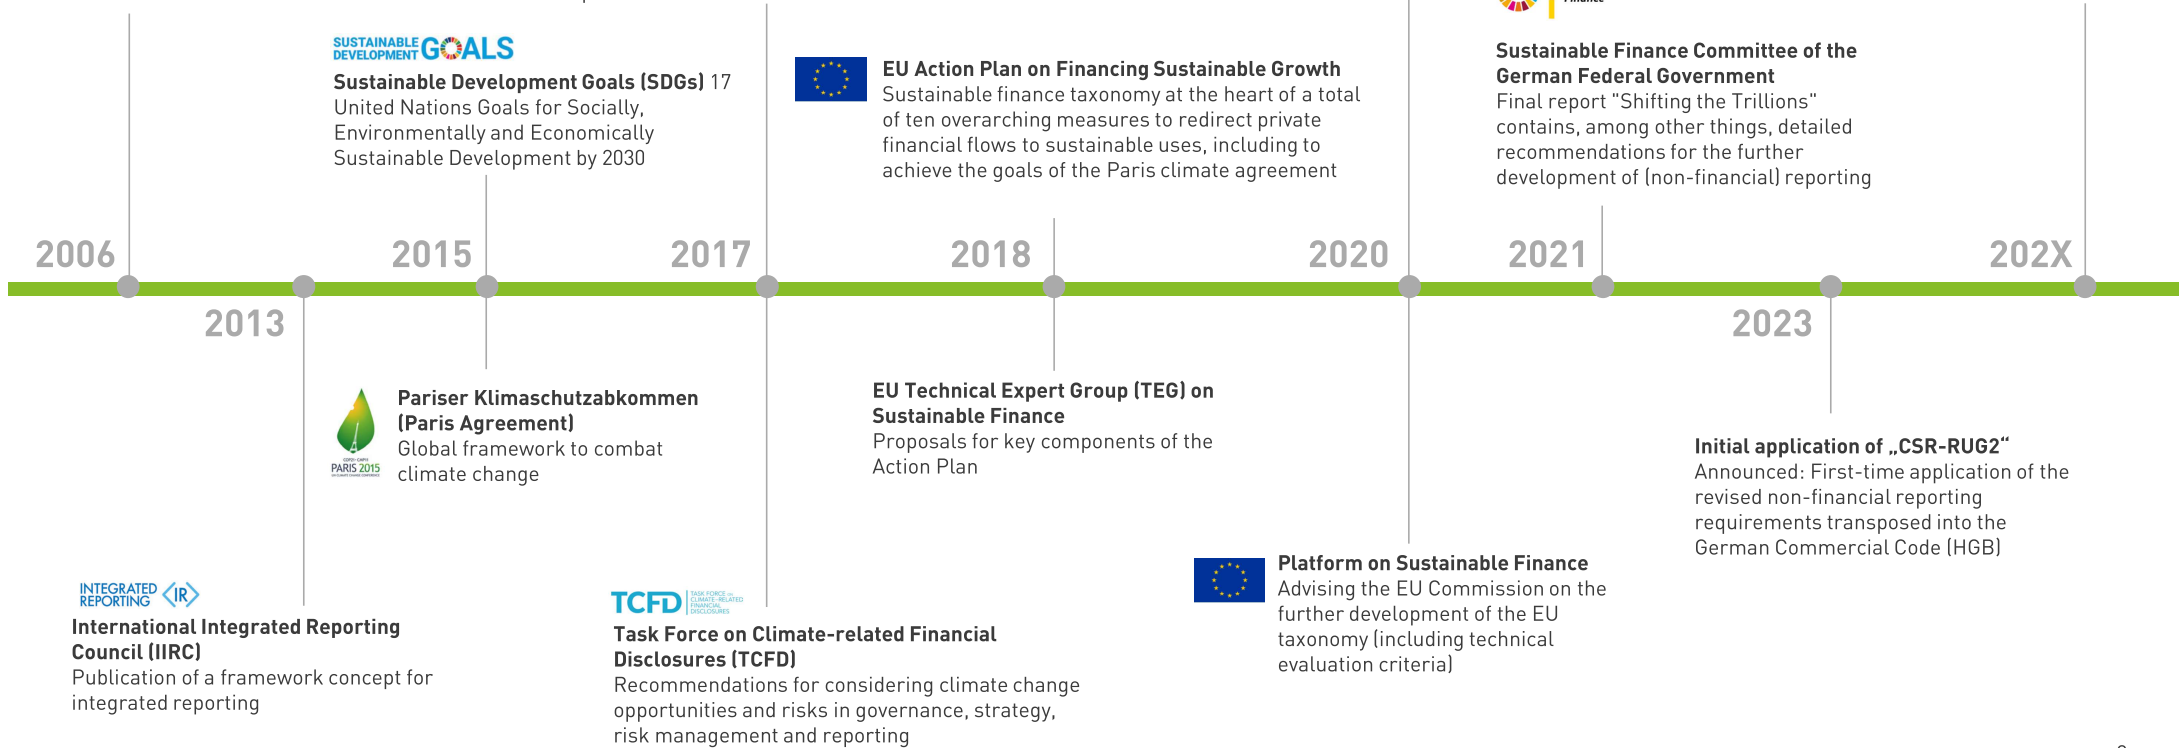 SUSTAINABLE
DEVELOPMENT GOALS
Sustainable Development Goals (SDGs) 17
United Nations Goals for Socially,
Environmentally and Economically
Sustainable Development by 2030
EU Action Plan on Financing Sustainable Growth
Sustainable finance taxonomy at the heart of a total
of ten overarching measures to redirect private
financial flows to sustainable uses, including to
achieve the goals of the Paris climate agreement
Sustainable Finance Committee of the
German Federal Government
Final report "Shifting the Trillions"
contains, among other things, detailed
recommendations for the further
development of (non-financial) reporting
2006
2015
2017
2018
2020
2021
202X
2013
2023
Pariser Klimaschutzabkommen
(Paris Agreement)
Global framework to combat
climate change
PARIS 2015
EU Technical Expert Group (TEG) on
Sustainable Finance
Proposals for key components of the
Action Plan
Initial application of „CSR-RUG2“
Announced: First-time application of the
revised non-financial reporting
requirements transposed into the
German Commercial Code (HGB)
INTEGRATED
REPORTING <IR>
International Integrated Reporting
Council (IIRC)
Publication of a framework concept for
integrated reporting
TCFD
TASK FORCE on
CLIMATE-RELATED
FINANCIAL
DISCLOSURES
Task Force on Climate-related Financial
Disclosures (TCFD)
Recommendations for considering climate change
opportunities and risks in governance, strategy,
risk management and reporting
Platform on Sustainable Finance
Advising the EU Commission on the
further development of the EU
taxonomy (including technical
evaluation criteria)